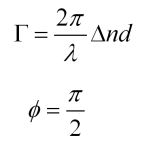 Γ = 2π/λ Δnd
ϕ = π/2